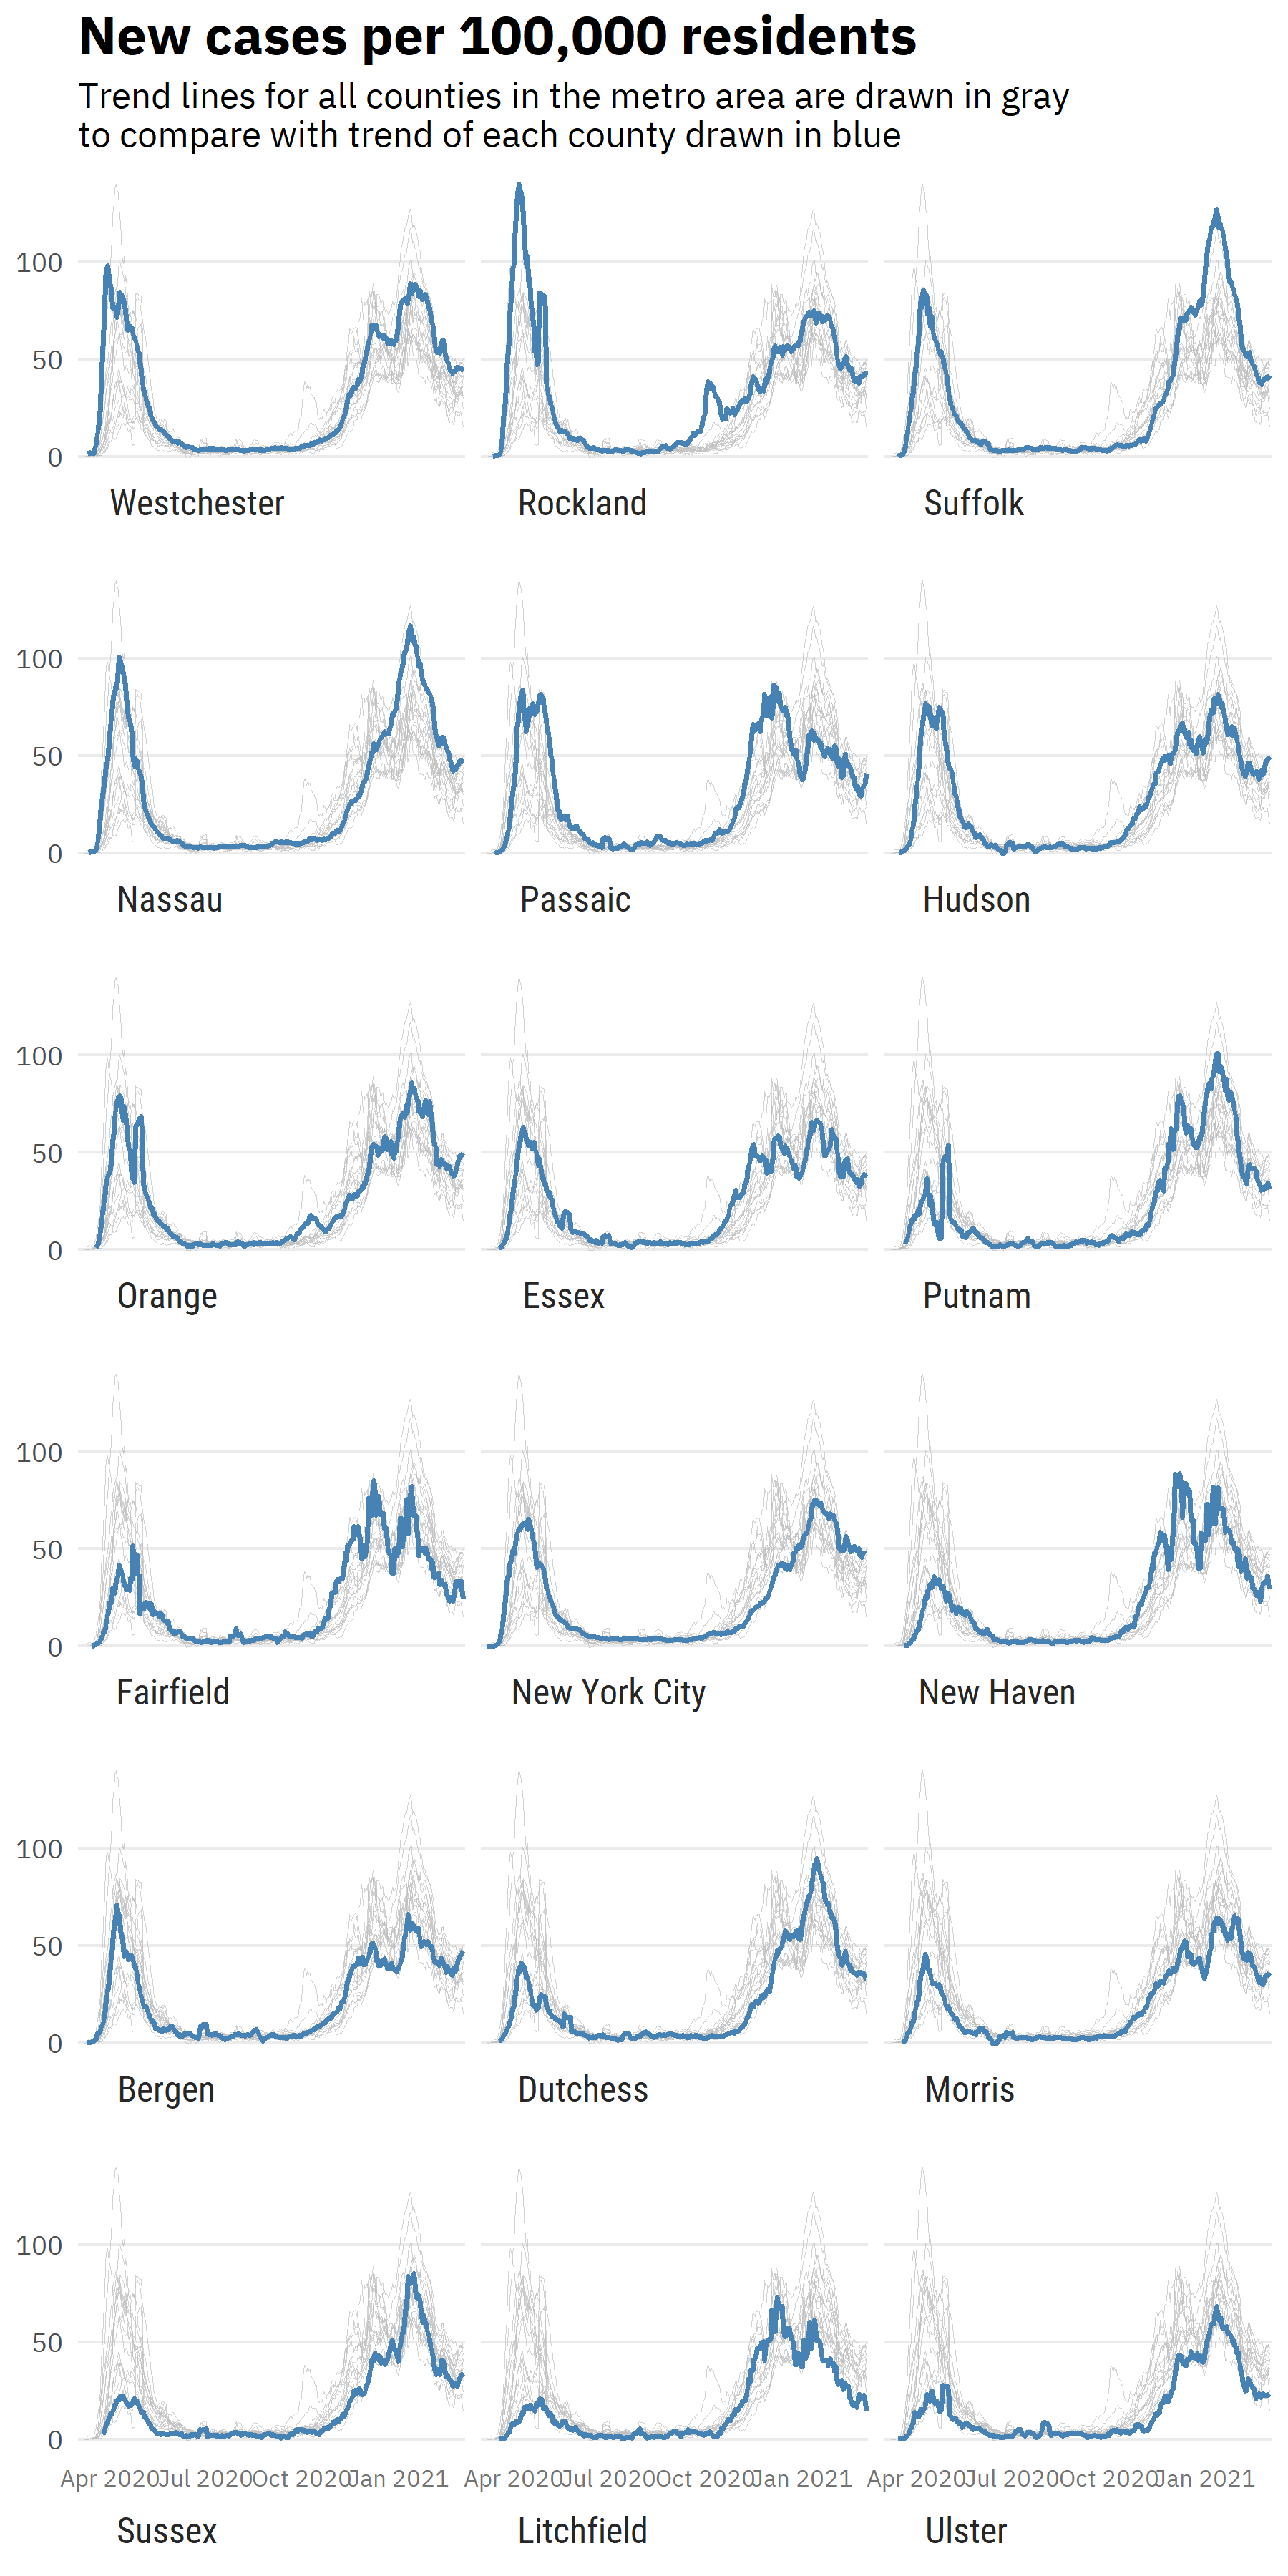 New cases per 100,000 residents
Trend lines for all counties in the metro area are drawn in gray
to compare with trend of each county drawn in blue
100
50
0
Westchester Rockland Suffolk
100
50
0
Nassau Passaic Hudson
100
50
0
Orange Essex Putnam
100
50
0
Fairfield New York City New Haven
100
50
0
Bergen Dutchess Morris
100
50
0
Apr 2020 Jul 2020 Oct 2020 Jan 2021 Apr 2020 Jul 2020 Oct 2020 Jan 2021 Apr 2020 Jul 2020 Oct 2020 Jan 2021
Sussex Litchfield Ulster